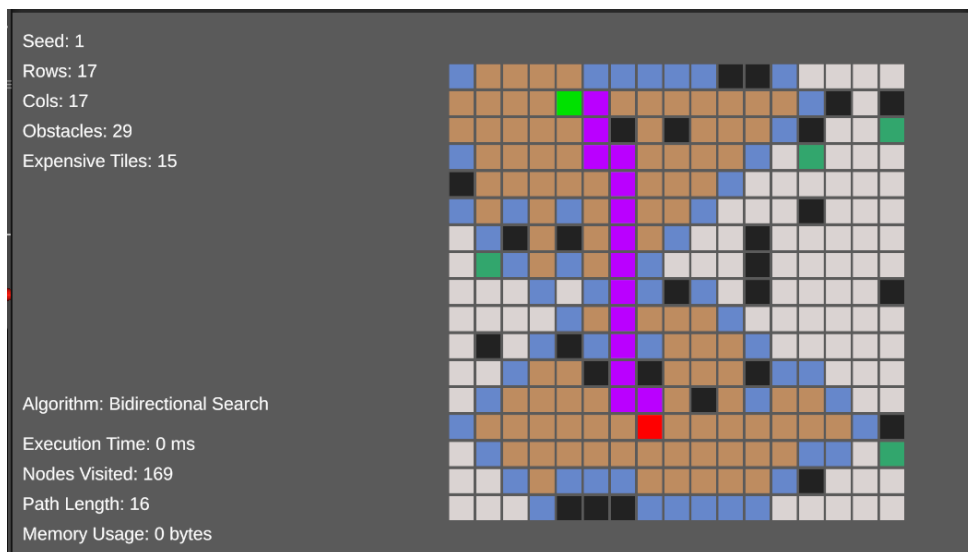 Seed: 1
Rows: 17
Cols: 17
Obstacles: 29
Expensive Tiles: 15
Algorithm: Bidirectional Search
Execution Time: 0 ms
Nodes Visited: 169
Path Length: 16
Memory Usage: 0 bytes